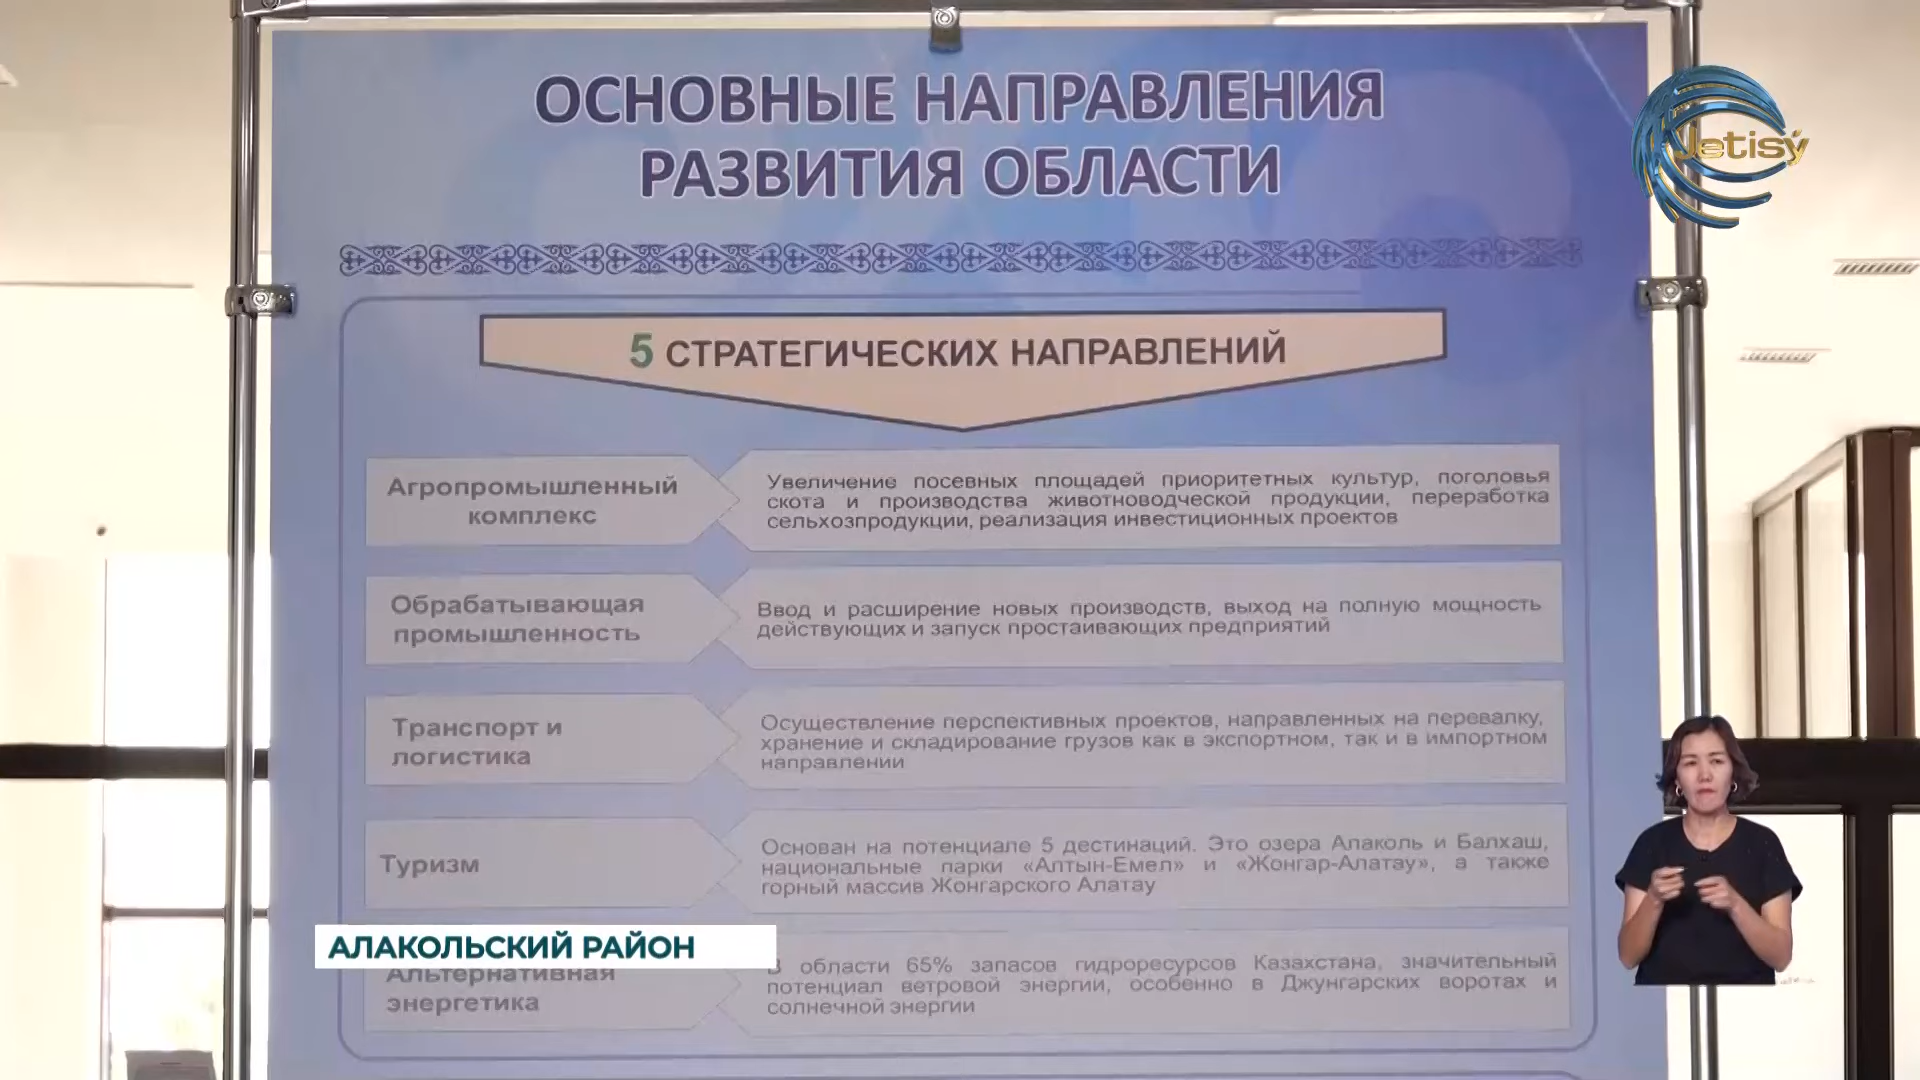 ОСНОВНЫЕ НАПРАВЛЕНИЯ
РАЗВИТИЯ ОБЛАСТИ
Jetisý
5 СТРАТЕГИЧЕСКИХ НАПРАВЛЕНИЙ
Агропромышленный
комплекс
Увеличение посевных площадей приоритетных культур, поголовья
скота и производства животноводческой продукции, переработка
сельхозпродукции, реализация инвестиционных проектов
Обрабатывающая
промышленность
Ввод и расширение новых производств, выход на полную мощность
действующих и запуск простаивающих предприятий
Транспорт и
логистика
Осуществление перспективных проектов, направленных на перевалку,
хранение и складирование грузов как в экспортном, так и в импортном
направлении
Туризм
Основан на потенциале 5 дестинаций. Это озера Алаколь и Балхаш,
национальные парки «Алтын-Емел» и «Жонгар-Алатау», а также
горный массив Жонгарского Алатау
АЛАКОЛЬСКИЙ РАЙОН
Альтернативная
энергетика
В области 65% запасов гидроресурсов Казахстана, значительный
потенциал ветровой энергии, особенно в Джунгарских воротах и
солнечной энергии